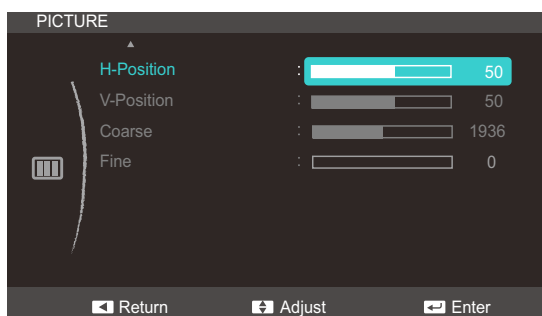 PICTURE
H-Position : 50
V-Position : 50
Coarse : 1936
Fine : 0
Return Adjust Enter